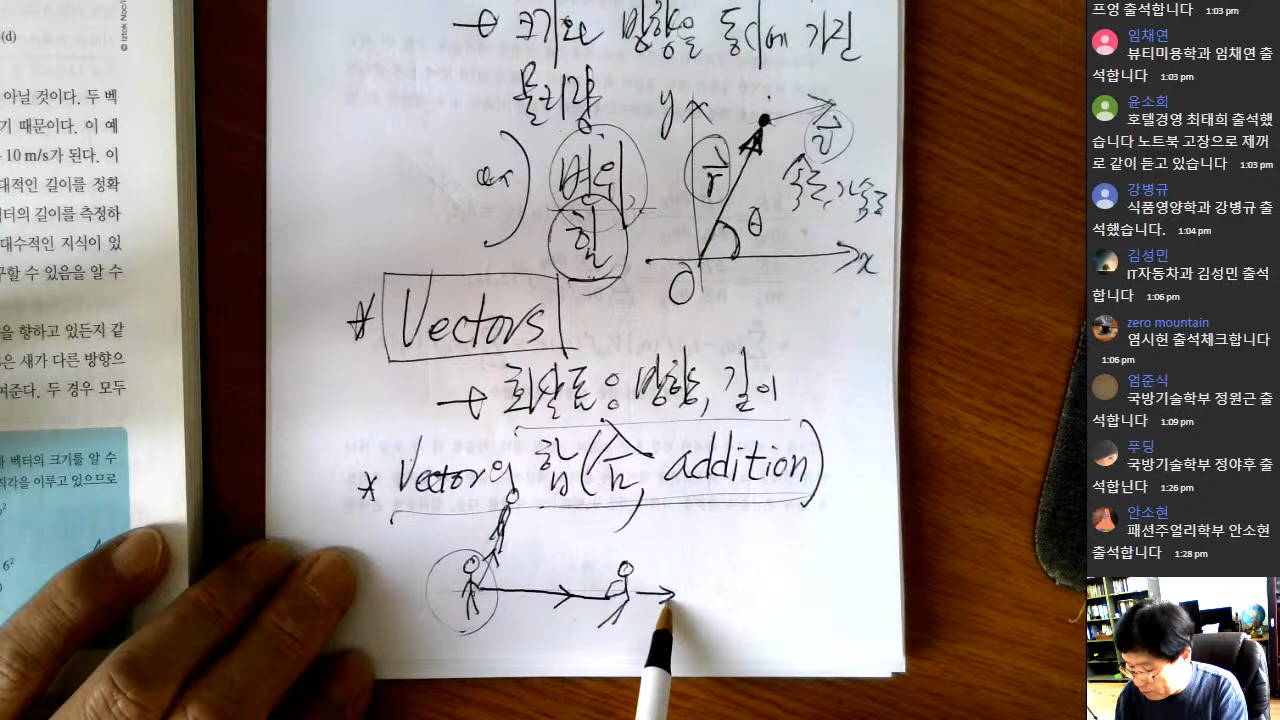 (d)
아닐 것이다. 두 벡
기 때문이다. 이 예
10 m/s가 된다. 이
대적인 길이를 정확
터의 길이를 측정하
대수적인 지식이 있
구할 수 있음을 알 수
을 향하고 있든지 같
은 새가 다른 방향으
여준다. 두 경우 모두
벡터의 크기를 알 수
직각을 이루고 있으므로
→ 크기와 방향을 동시에 가진
물리량
예) 변위, 힐
y
r
v
속도, 가속도
θ
O
x
* Vectors
→ 화살표 방향, 길이
* Vector의 합(合, addition)
프엉 출석합니다 1:03 pm
임채연
뷰티미용학과 임채연 출
석합니다 1:03 pm
윤소희
호텔경영 최태희 출석했
습니다 노트북 고장으로 제꺼
로 같이 듣고 있습니다 1:03 pm
강병규
식품영양학과 강병규 출
석했습니다. 1:04 pm
김성민
IT자동차과 김성민 출석
합니다 1:06 pm
zero mountain
염시헌 출석체크합니다
1:06 pm
엄준식
국방기술학부 정원근 출
석합니다 1:09 pm
푸딩
국방기술학부 정야후 출
석합닌다 1:26 pm
안소현
패션주얼리학부 안소현
출석합니다 1:28 pm